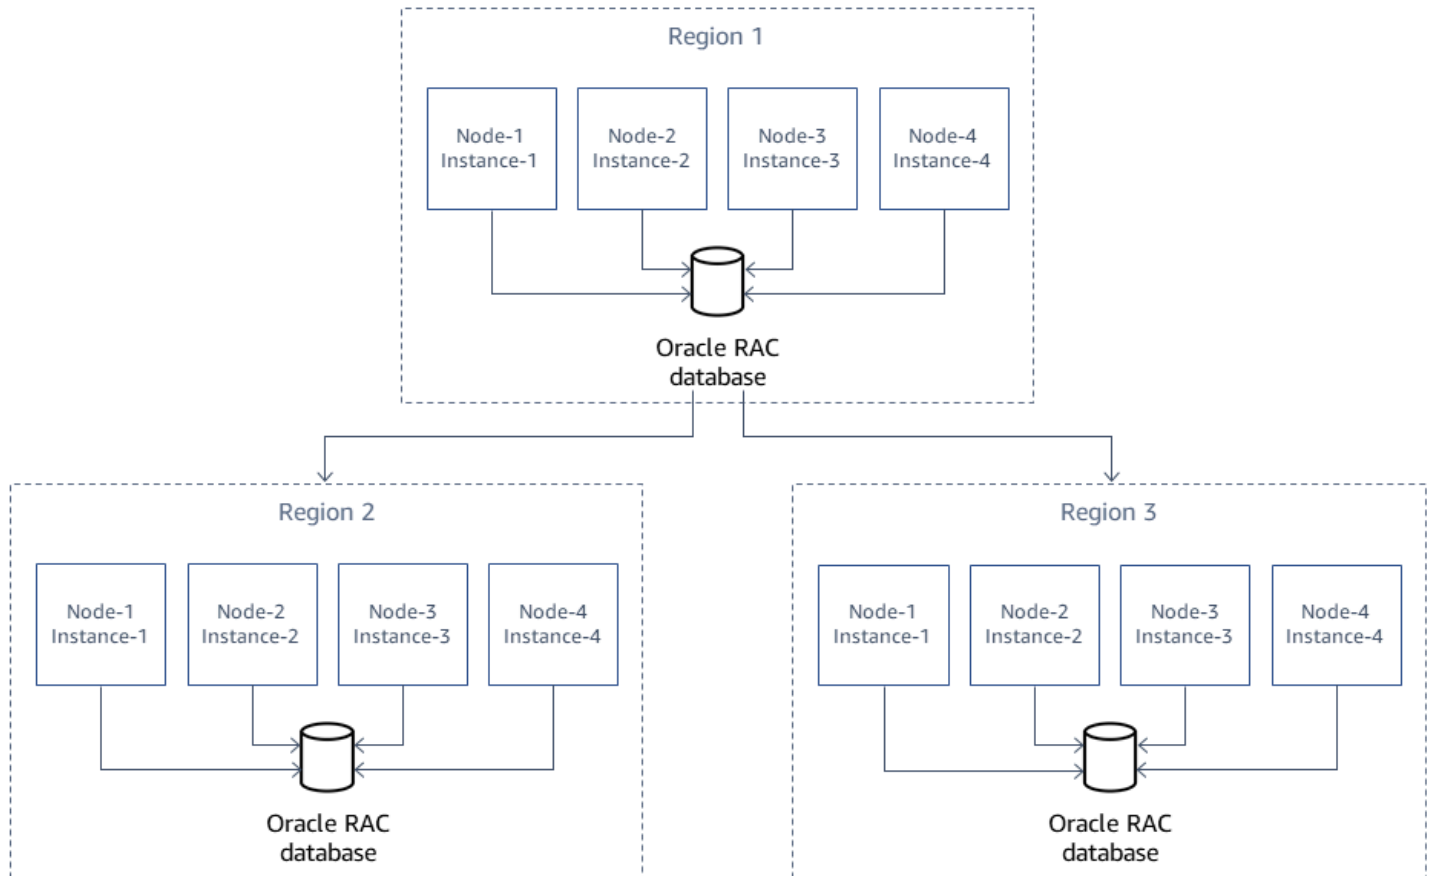 Region 1
Node-1
Instance-1
Node-2
Instance-2
Node-3
Instance-3
Node-4
Instance-4
Oracle RAC
database
Region 2
Node-1
Instance-1
Node-2
Instance-2
Node-3
Instance-3
Node-4
Instance-4
Oracle RAC
database
Region 3
Node-1
Instance-1
Node-2
Instance-2
Node-3
Instance-3
Node-4
Instance-4
Oracle RAC
database